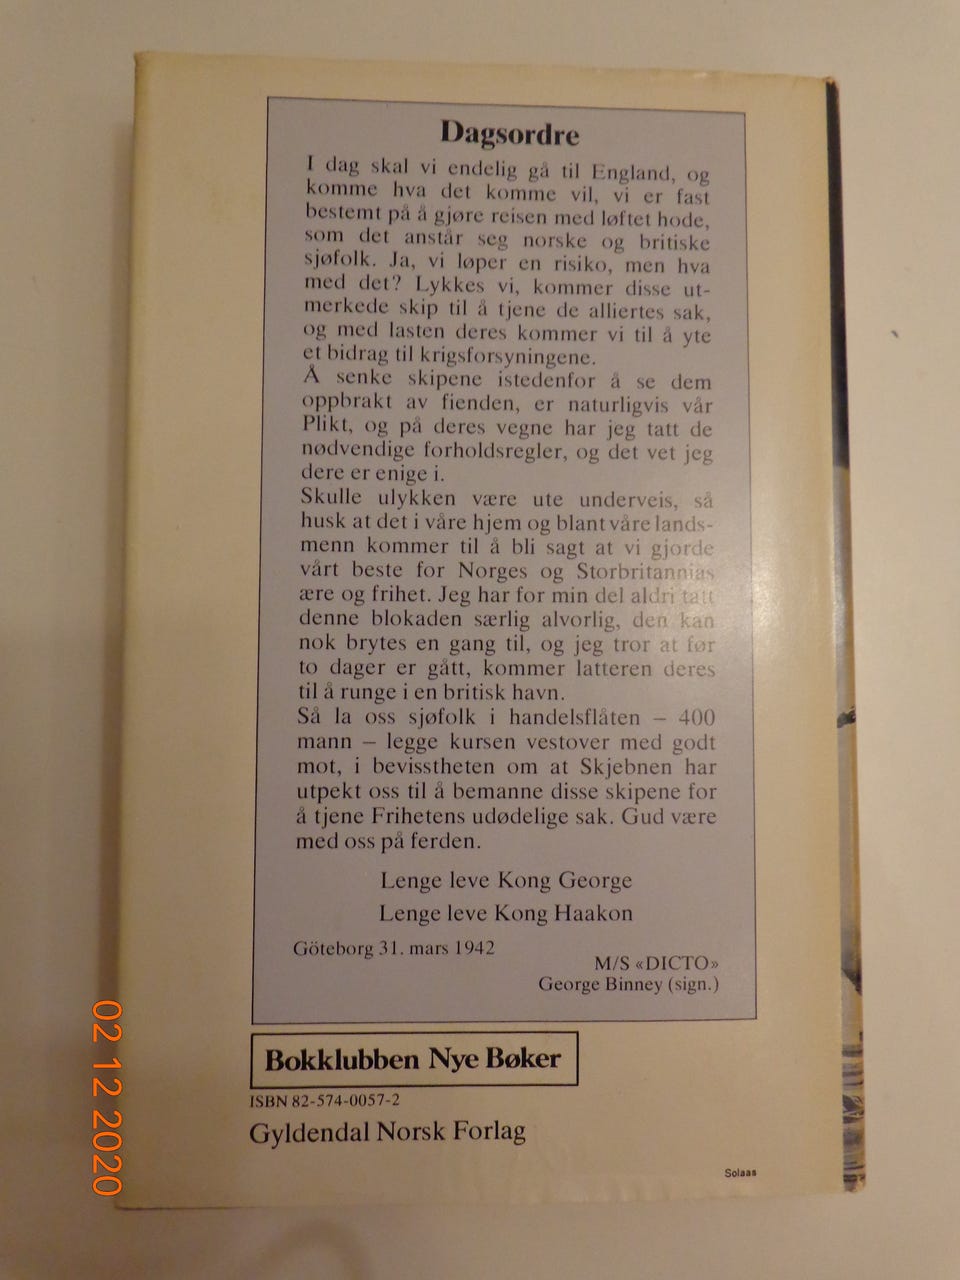 Dagsordre
I dag skal vi endelig gå til England, og
komme hva det komme vil, vi er fast
bestemt på å gjøre reisen med løftet hode,
som det anstår seg norske og britiske
sjøfolk. Ja, vi løper en risiko, men hva
med det? Lykkes vi, kommer disse ut-
merkede skip til å tjene de alliertes sak,
og med lasten deres kommer vi til å yte
et bidrag til krigsforsyningene.
Å senke skipene istedenfor å se dem
oppbrakt av fienden, er naturligvis vår
Plikt, og på deres vegne har jeg tatt de
nødvendige forholdsregler, og det vet jeg
dere er enige i.
Skulle ulykken være ute underveis, så
husk at det i våre hjem og blant våre lands-
menn kommer til å bli sagt at vi gjorde
vårt beste for Norges og Storbritannias
ære og frihet. Jeg har for min del aldri tatt
denne blokaden særlig alvorlig, den kan
nok brytes en gang til, og jeg tror at før
to dager er gått, kommer latteren deres
til å runge i en britisk havn.
Så la oss sjøfolk i handelsflåten – 400
mann – legge kursen vestover med godt
mot, i bevisstheten om at Skjebnen har
utpekt oss til å bemanne disse skipene for
å tjene Frihetens udødelige sak. Gud være
med oss på ferden.
Lenge leve Kong George
Lenge leve Kong Haakon
Göteborg 31. mars 1942
M/S «DICTO»
George Binney (sign.)
Bokklubben Nye Bøker
ISBN 82-574-0057-2
Gyldendal Norsk Forlag
Solaas
02 12 2020